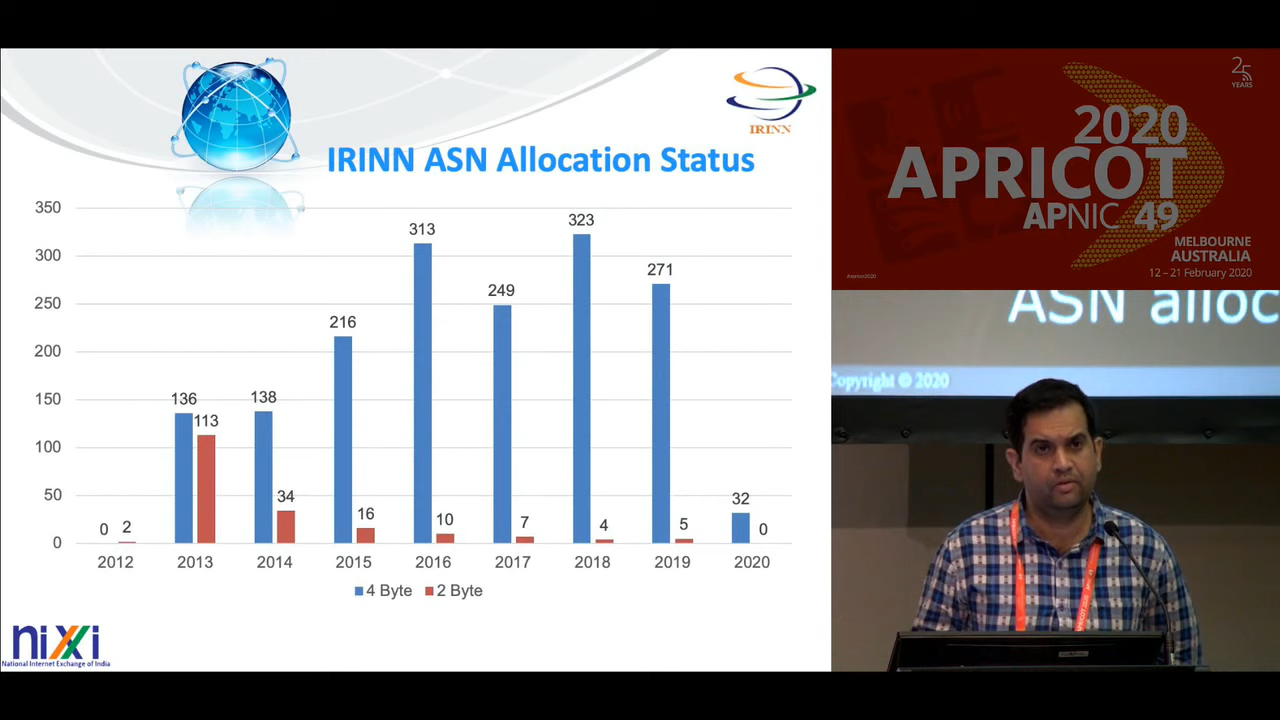 IRINN
IRINN ASN Allocation Status
350
300
250
200
150
100
50
0
0 2
136 113
138 34
216 16
313 10
249 7
323 4
271 5
32 0
2012 2013 2014 2015 2016 2017 2018 2019 2020
4 Byte 2 Byte
nixi
National Internet Exchange of India
25
YEARS
2020
APRICOT
APNIC 49
MELBOURNE
AUSTRALIA
12 – 21 February 2020
#apricot2020
ASN alloc
Copyright © 2020
APRICOT 2020